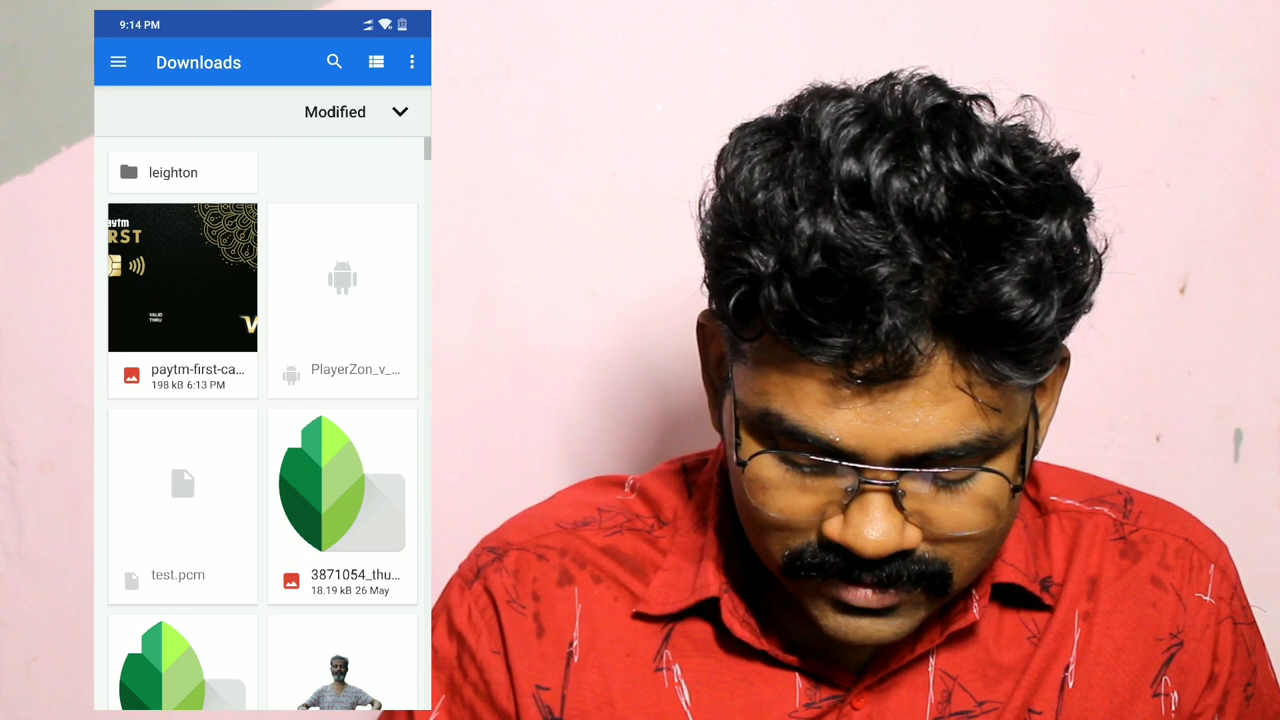 9:14 PM
Downloads
Modified
leighton
aytm
RST
VALID
THRU
V
paytm-first-ca...
198 kB 6:13 PM
PlayerZon_v_...
test.pcm
3871054_thu...
18.19 kB 26 May